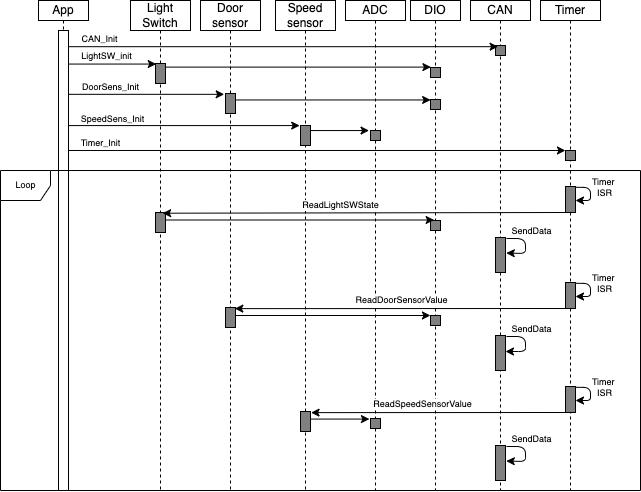 App
Light
Switch
Door
sensor
Speed
sensor
ADC
DIO
CAN
Timer
CAN_Init
LightSW_init
DoorSens_Init
SpeedSens_Init
Timer_Init
Loop
Timer
ISR
ReadLightSWState
SendData
Timer
ISR
ReadDoorSensorValue
SendData
Timer
ISR
ReadSpeedSensorValue
SendData